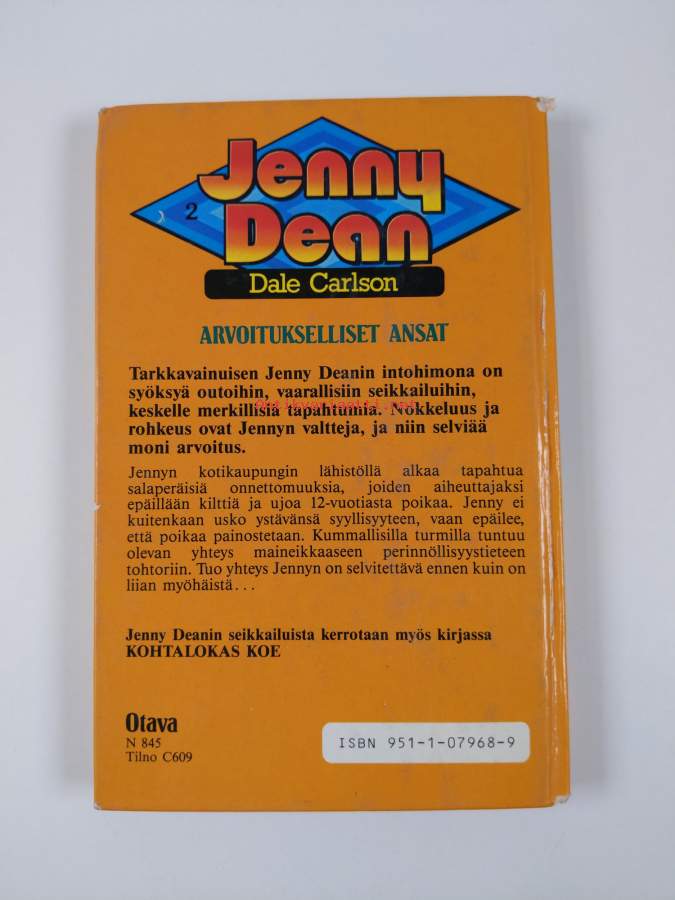 Jenny
2
Dean
Dale Carlson
ARVOITUKSELLISET ANSAT
Tarkkavainuisen Jenny Deanin intohimona on
syöksyä outoihin, vaarallisiin seikkailuihin,
keskelle merkillisiä tapahtumia. Nokkeluus ja
rohkeus ovat Jennyn valtteja, ja niin selviää
moni arvoitus.
Jennyn kotikaupungin lähistöllä alkaa tapahtua
salaperäisiä onnettomuuksia, joiden aiheuttajaksi
epäillään kilttiä ja ujoa 12-vuotiasta poikaa. Jenny ei
kuitenkaan usko ystävänsä syyllisyyteen, vaan epäilee,
että poikaa painostetaan. Kummallisilla turmilla tuntuu
olevan yhteys maineikkaaseen perinnöllisyystieteen
tohtoriin. Tuo yhteys Jennyn on selvitettävä ennen kuin on
liian myöhäistä...
Jenny Deanin seikkailuista kerrotaan myös kirjassa
KOHTALOKAS KOE
Otava
N 845
Tilno C609
ISBN 951-1-07968-9